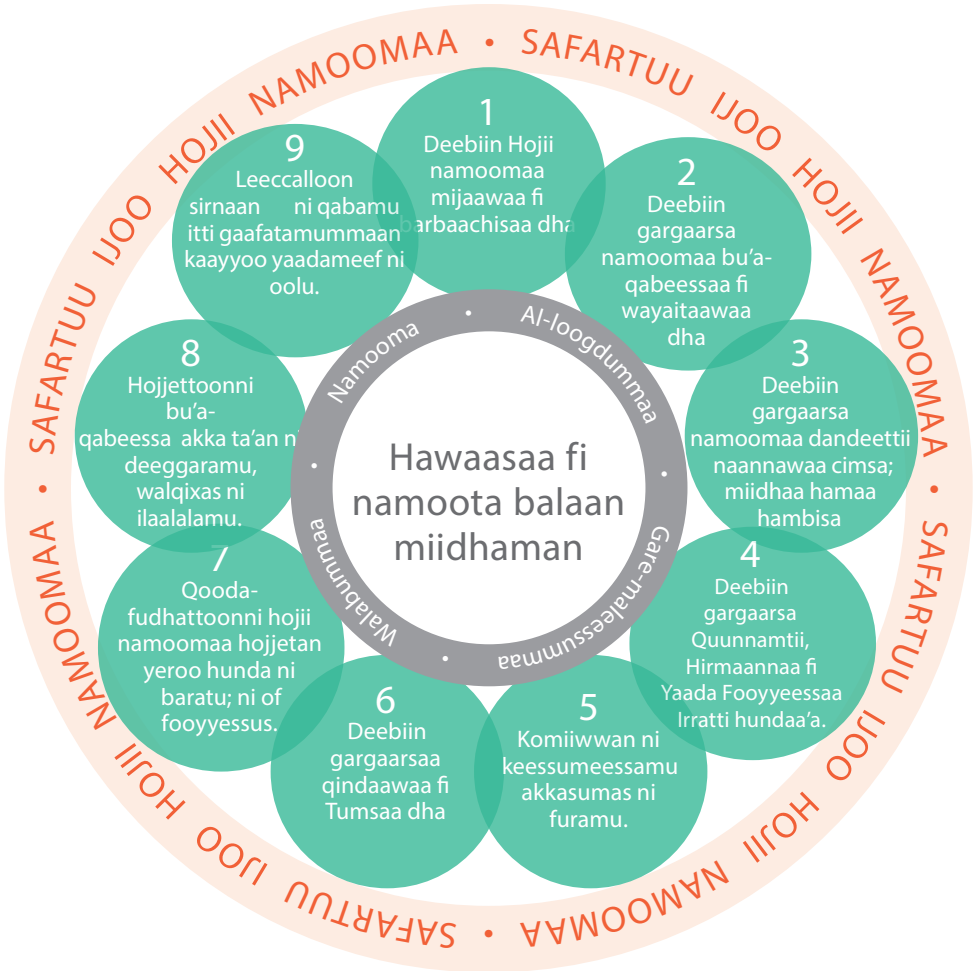 SAFARTUU IJOO HOJII NAMOOMAA • SAFARTUU IJOO HOJII NAMOOMAA • SAFARTUU IJOO HOJII NAMOOMAA • SAFARTUU IJOO HOJII NAMOOMAA •
1
Deebiin Hojii
namoomaa
mijaawaa fi
barbaachisaa dha
2
Deebiin
gargaarsa
namoomaa bu'a-
qabeessaa fi
wayaitaawaa
dha
3
Deebiin
gargaarsa
namoomaa dandeettii
naannawaa cimsa;
miidhaa hamaa
hambisa
4
Deebiin
gargaarsa
Quunnamtii,
Hirmaannaa fi
Yaada Fooyyeessaa
Irratti hundaa'a.
5
Komiiwwan ni
keessumeessamu
akkasumas ni
furamu.
6
Deebiin
gargaarsaa
qindaawaa fi
Tumsaa dha
7
Qooda-
fudhattoonni hojii
namoomaa hojjetan
yeroo hunda ni
baratu; ni of
fooyyessus.
8
Hojjettoonni
bu'a-
qabeessa akka ta'an ni
deeggaramu,
walqixas ni
ilaalalamu.
9
Leeccalloon
sirnaan ni qabamu
itti gaafatamummaan
kaayyoo yaadameef ni
oolu.
Namooma • Al-loogdummaa • Gare-maleessummaa • Walabummaa •
Hawaasaa fi
namoota balaan
miidhaman